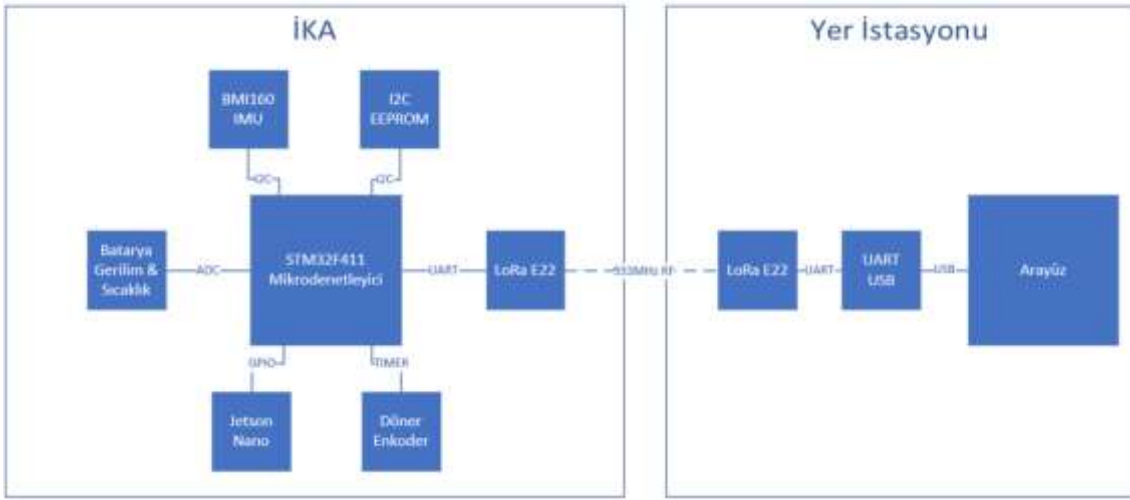 İKA
Yer İstasyonu
BMI160
IMU
I2C
EEPROM
I2C
I2C
Batarya
Gerilim &
Sıcaklık
ADC
STM32F411
Mikrodenetleyici
UART
LoRa E22
LoRa E22
UART
UART
USB
USB
Arayüz
GPIO
TIMER
Jetson
Nano
Döner
Enkoder